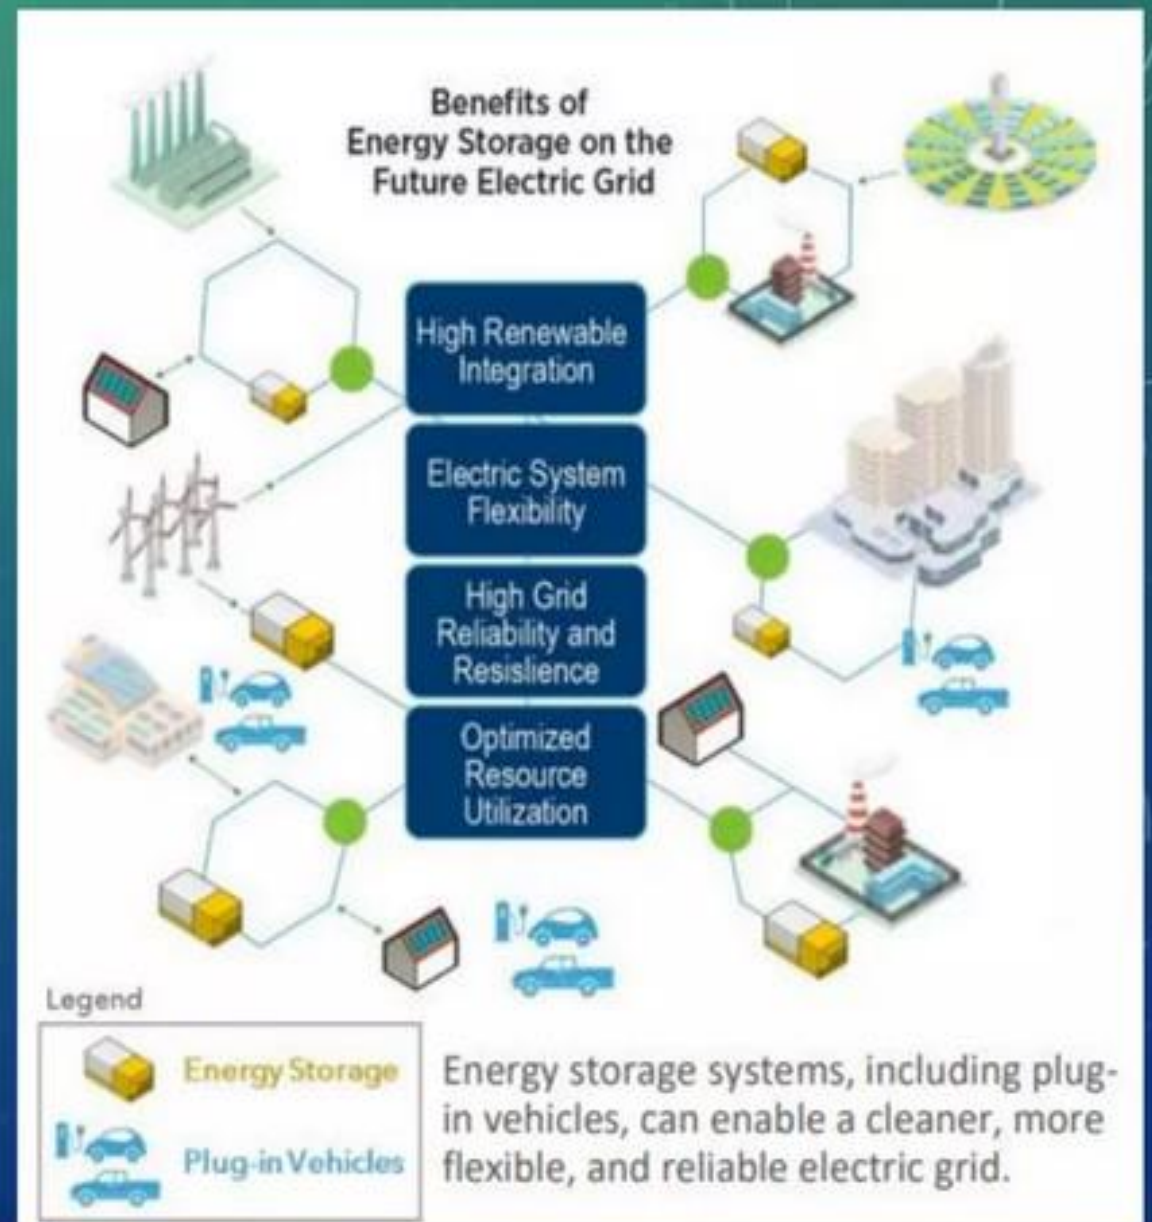 Benefits of
Energy Storage on the
Future Electric Grid
High Renewable
Integration
Electric System
Flexibility
High Grid
Reliability and
Resislience
Optimized
Resource
Utilization
Legend
Energy Storage
Plug-in Vehicles
Energy storage systems, including plug-
in vehicles, can enable a cleaner, more
flexible, and reliable electric grid.